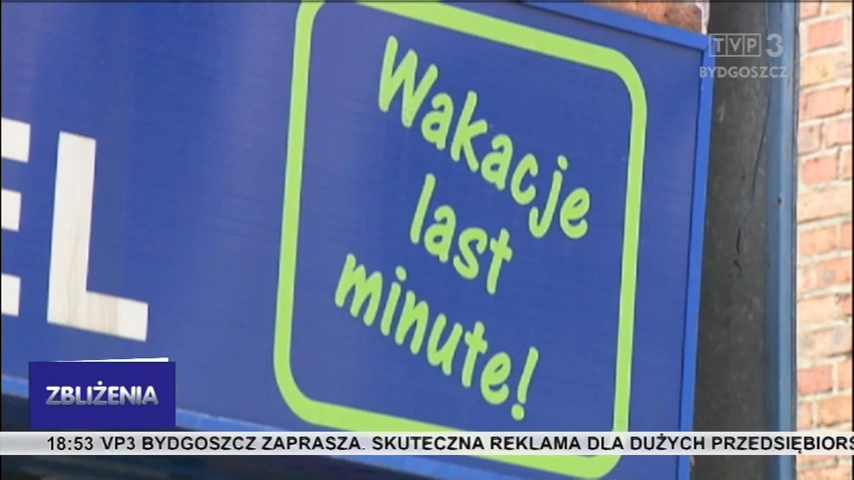 TVP3
BYDGOSZCZ
Wakacje
last
minute!
EL
ZBLIŻENIA
18:53 VP3 BYDGOSZCZ ZAPRASZA. SKUTECZNA REKLAMA DLA DUŻYCH PRZEDSIĘBIORS